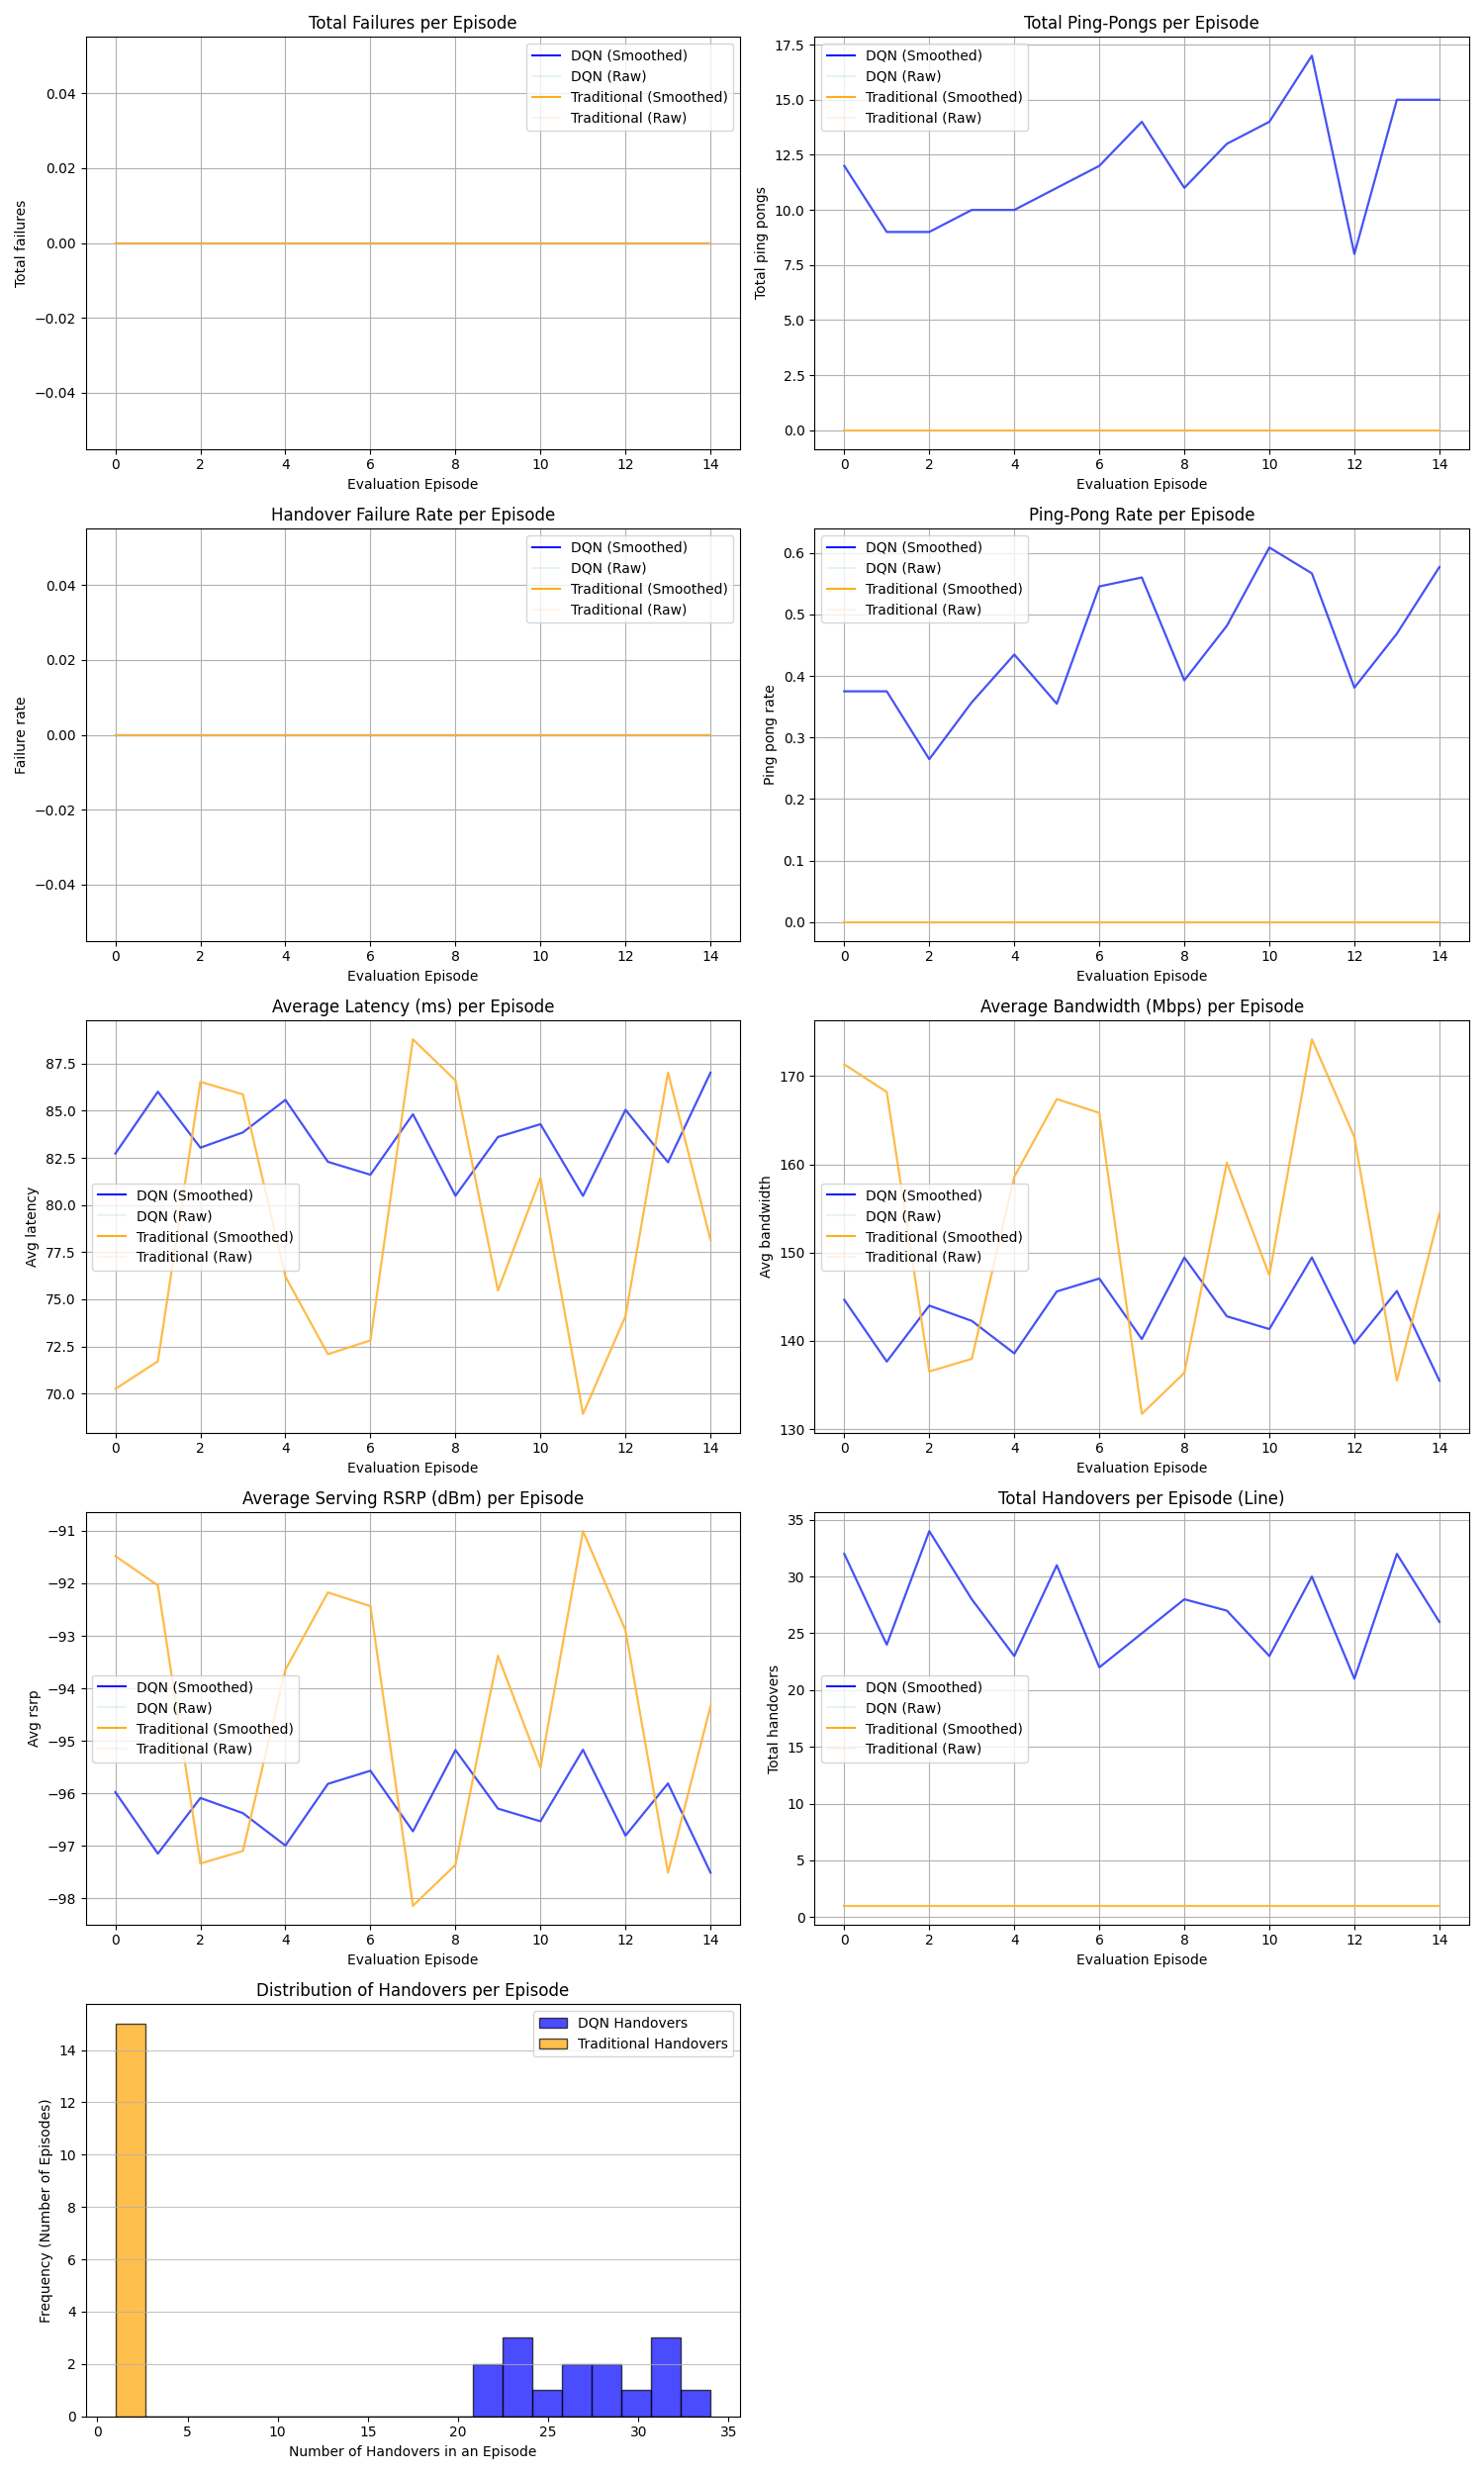 Total Failures per Episode
Total failures
0.04
0.02
0.00
−0.02
−0.04
DQN (Smoothed)
DQN (Raw)
Traditional (Smoothed)
Traditional (Raw)
0 2 4 6 8 10 12 14
Evaluation Episode
Total Ping-Pongs per Episode
Total ping pongs
17.5
15.0
12.5
10.0
7.5
5.0
2.5
0.0
DQN (Smoothed)
DQN (Raw)
Traditional (Smoothed)
Traditional (Raw)
0 2 4 6 8 10 12 14
Evaluation Episode
Handover Failure Rate per Episode
Failure rate
0.04
0.02
0.00
−0.02
−0.04
DQN (Smoothed)
DQN (Raw)
Traditional (Smoothed)
Traditional (Raw)
0 2 4 6 8 10 12 14
Evaluation Episode
Ping-Pong Rate per Episode
Ping pong rate
0.6
0.5
0.4
0.3
0.2
0.1
0.0
DQN (Smoothed)
DQN (Raw)
Traditional (Smoothed)
Traditional (Raw)
0 2 4 6 8 10 12 14
Evaluation Episode
Average Latency (ms) per Episode
Avg latency
87.5
85.0
82.5
80.0
77.5
75.0
72.5
70.0
DQN (Smoothed)
DQN (Raw)
Traditional (Smoothed)
Traditional (Raw)
0 2 4 6 8 10 12 14
Evaluation Episode
Average Bandwidth (Mbps) per Episode
Avg bandwidth
170
160
150
140
130
DQN (Smoothed)
DQN (Raw)
Traditional (Smoothed)
Traditional (Raw)
0 2 4 6 8 10 12 14
Evaluation Episode
Average Serving RSRP (dBm) per Episode
Avg rsrp
−91
−92
−93
−94
−95
−96
−97
−98
DQN (Smoothed)
DQN (Raw)
Traditional (Smoothed)
Traditional (Raw)
0 2 4 6 8 10 12 14
Evaluation Episode
Total Handovers per Episode (Line)
Total handovers
35
30
25
20
15
10
5
0
DQN (Smoothed)
DQN (Raw)
Traditional (Smoothed)
Traditional (Raw)
0 2 4 6 8 10 12 14
Evaluation Episode
Distribution of Handovers per Episode
Frequency (Number of Episodes)
14
12
10
8
6
4
2
0
DQN Handovers
Traditional Handovers
0 5 10 15 20 25 30 35
Number of Handovers in an Episode